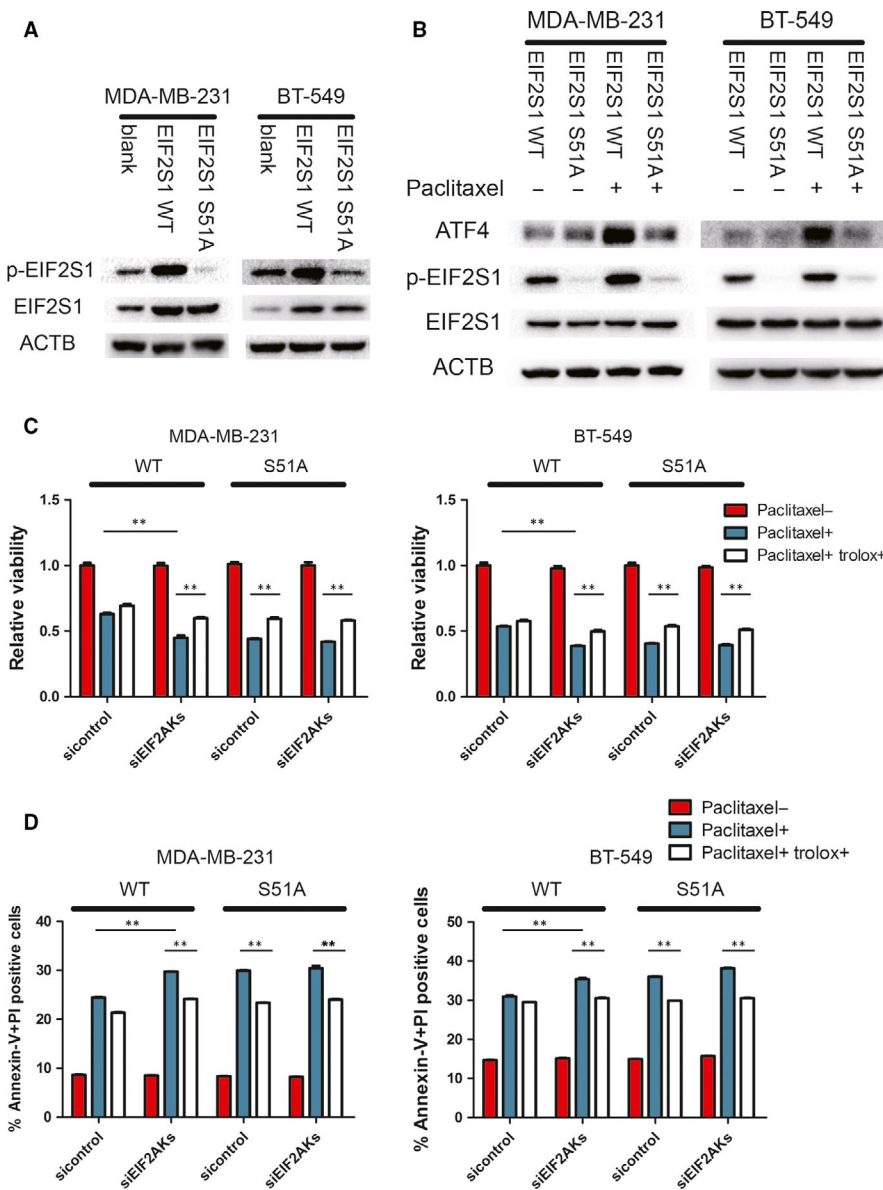 A
MDA-MB-231
BT-549
blank
EIF2S1 WT
EIF2S1 S51A
blank
EIF2S1 WT
EIF2S1 S51A
p-EIF2S1
EIF2S1
ACTB
B
MDA-MB-231
BT-549
EIF2S1 WT
EIF2S1 S51A
EIF2S1 WT
EIF2S1 S51A
EIF2S1 WT
EIF2S1 S51A
EIF2S1 WT
EIF2S1 S51A
Paclitaxel – – + + – – + +
ATF4
p-EIF2S1
EIF2S1
ACTB
C
MDA-MB-231
WT
S51A
Relative viability
1.5
1.0
0.5
0.0
**
**
**
**
sicontrol
siEIF2AKs
sicontrol
siEIF2AKs
BT-549
WT
S51A
Relative viability
1.5
1.0
0.5
0.0
**
**
**
**
sicontrol
siEIF2AKs
sicontrol
siEIF2AKs
Paclitaxel–
Paclitaxel+
Paclitaxel+ trolox+
D
Paclitaxel–
Paclitaxel+
Paclitaxel+ trolox+
MDA-MB-231
WT
S51A
% Annexin-V+PI positive cells
40
30
20
10
0
**
**
**
**
sicontrol
siEIF2AKs
sicontrol
siEIF2AKs
BT-549
WT
S51A
% Annexin-V+PI positive cells
50
40
30
20
10
0
**
**
**
**
sicontrol
siEIF2AKs
sicontrol
siEIF2AKs